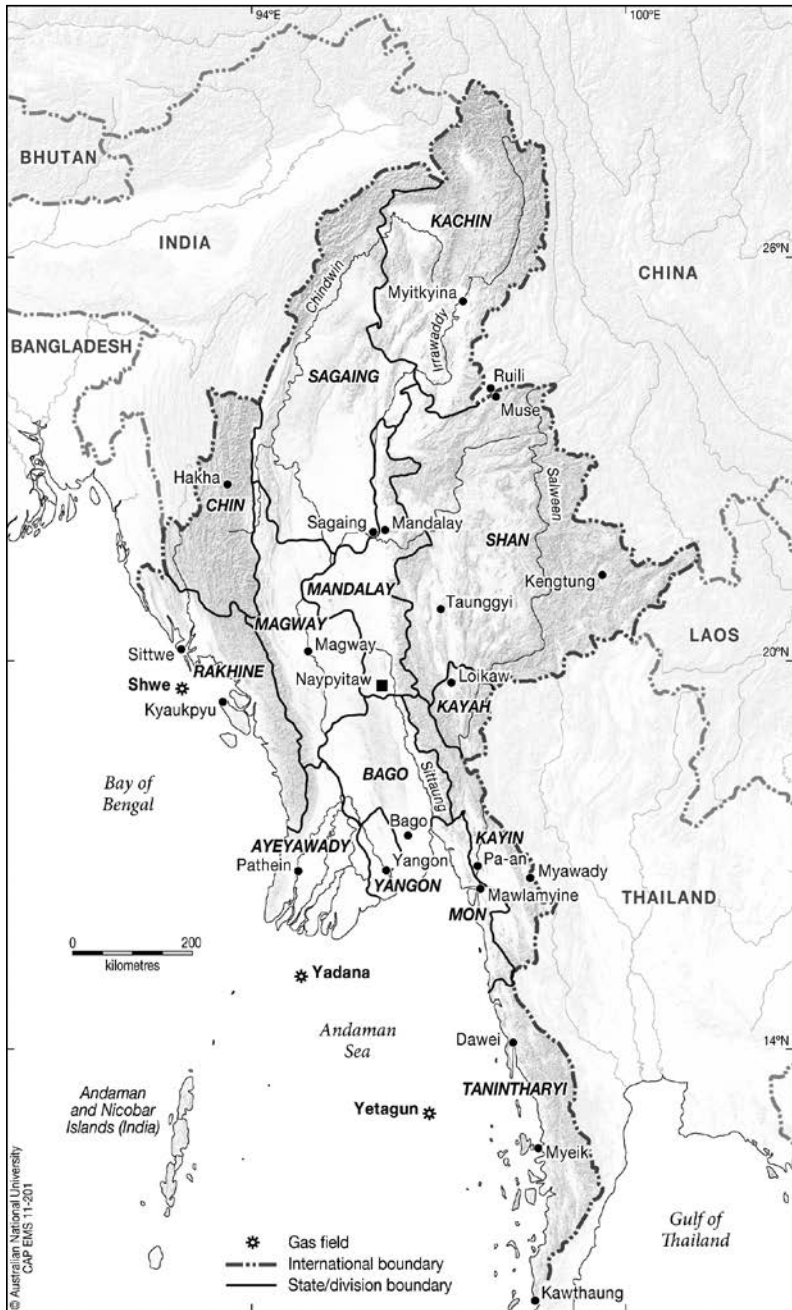 94°E
100°E
BHUTAN
KACHIN
INDIA
26°N
CHINA
Chindwin
Myitkyina
Irrawaddy
BANGLADESH
SAGAING
Ruili
Muse
Hakha
CHIN
Salween
Sagaing
Mandalay
SHAN
MANDALAY
Kengtung
Taunggyi
MAGWAY
LAOS
Sittwe
Magway
20°N
RAKHINE
Loikaw
Shwe
Naypyitaw
Kyaukpyu
KAYAH
Sittaung
BAGO
Bay of
Bengal
Bago
AYEYAWADY
KAYIN
Pathein
Yangon
Pa-an
Myawady
YANGON
Mawlamyine
THAILAND
MON
0
200
kilometres
Yadana
Andaman
Sea
Dawei
14°N
TANINTHARYI
Andaman
and Nicobar
Islands (India)
Yetagun
Myeik
© Australian National University
CAP EMS 11-201
Gulf of
Thailand
Gas field
International boundary
State/division boundary
Kawthaung